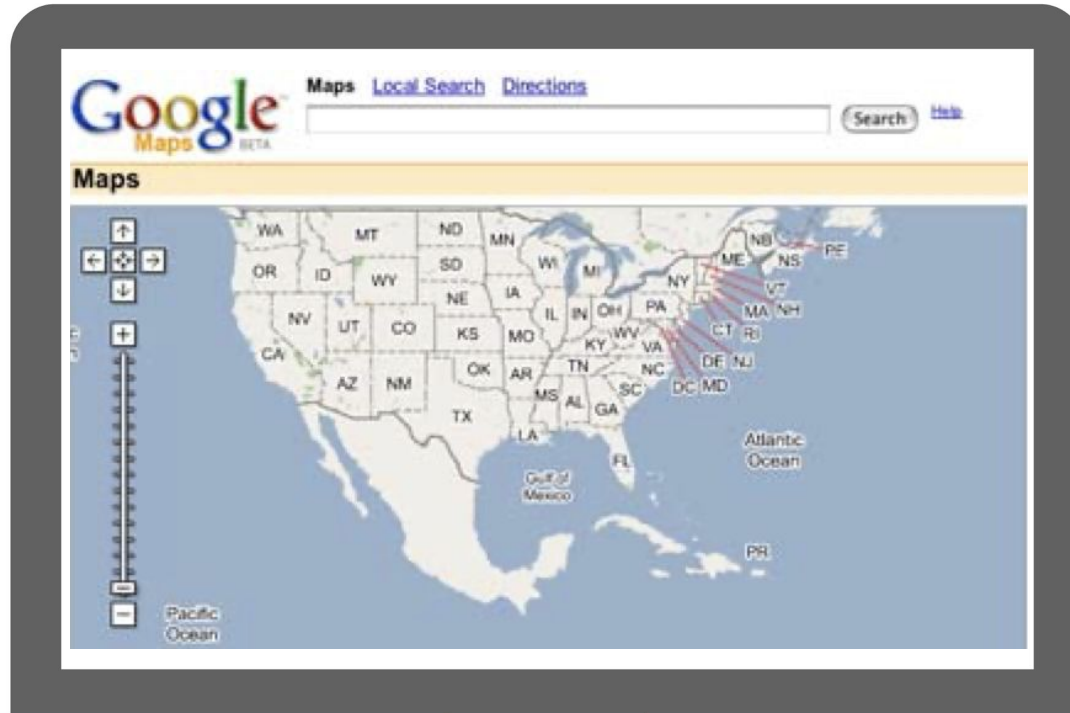 Google
Maps BETA
Maps Local Search Directions
Search Help
Maps
WA MT ND MN NB PE
OR ID WY SD WI MI NY ME NS
VT
NV UT CO NE IA IL IN OH PA MA NH
CA KS MO KY WV VA CT RI
AZ NM OK AR TN NC DE NJ
TX MS AL GA SC DC MD
LA FL
Atlantic
Ocean
Gulf of
Mexico
PR
Pacific
Ocean